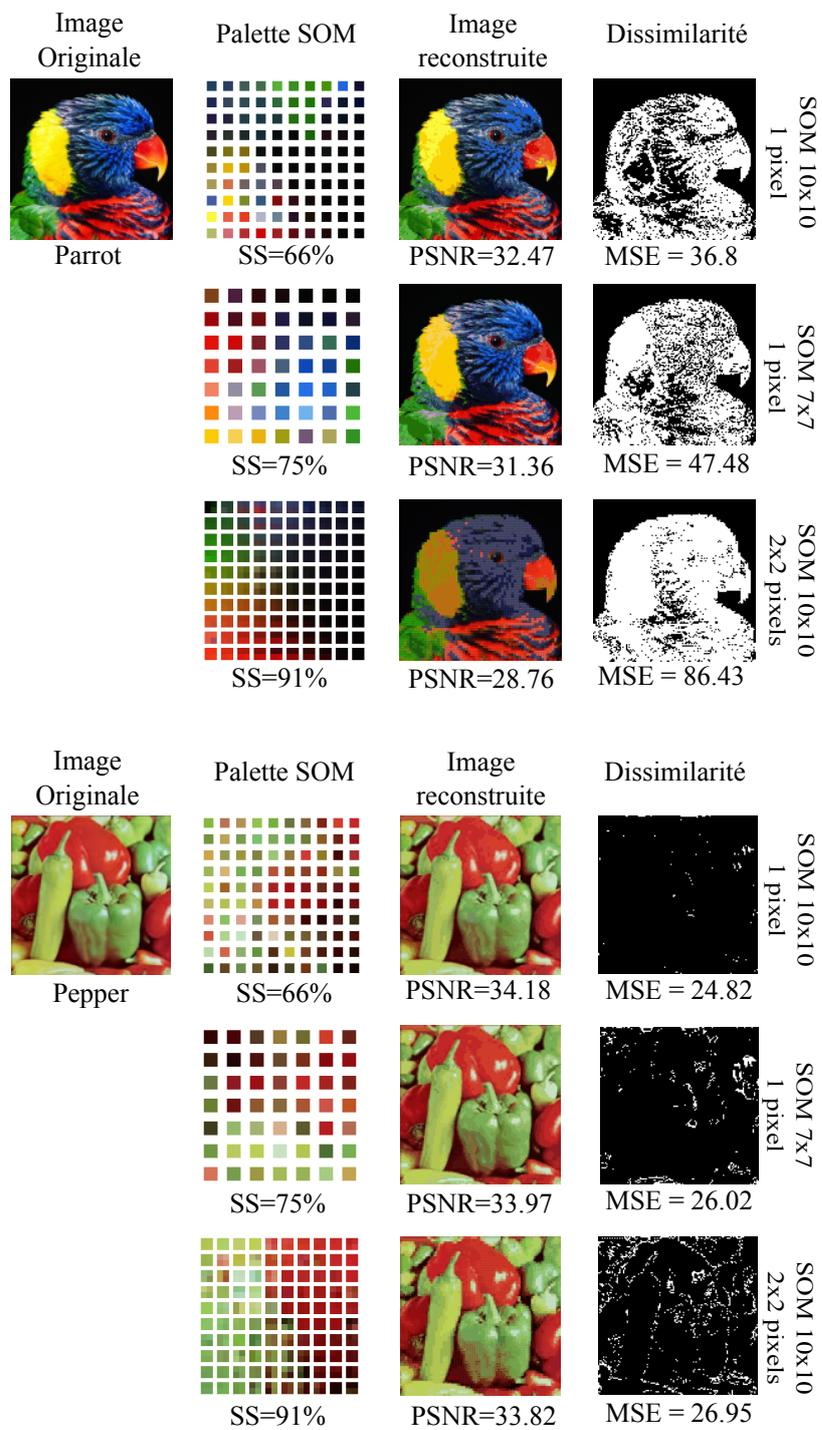 Image
Originale
Palette SOM
Image
reconstruite
Dissimilarité
Parrot
SS=66%
PSNR=32.47
MSE = 36.8
SOM 10x10
1 pixel
SS=75%
PSNR=31.36
MSE = 47.48
SOM 7x7
1 pixel
SS=91%
PSNR=28.76
MSE = 86.43
SOM 10x10
2x2 pixels
Image
Originale
Palette SOM
Image
reconstruite
Dissimilarité
Pepper
SS=66%
PSNR=34.18
MSE = 24.82
SOM 10x10
1 pixel
SS=75%
PSNR=33.97
MSE = 26.02
SOM 7x7
1 pixel
SS=91%
PSNR=33.82
MSE = 26.95
SOM 10x10
2x2 pixels